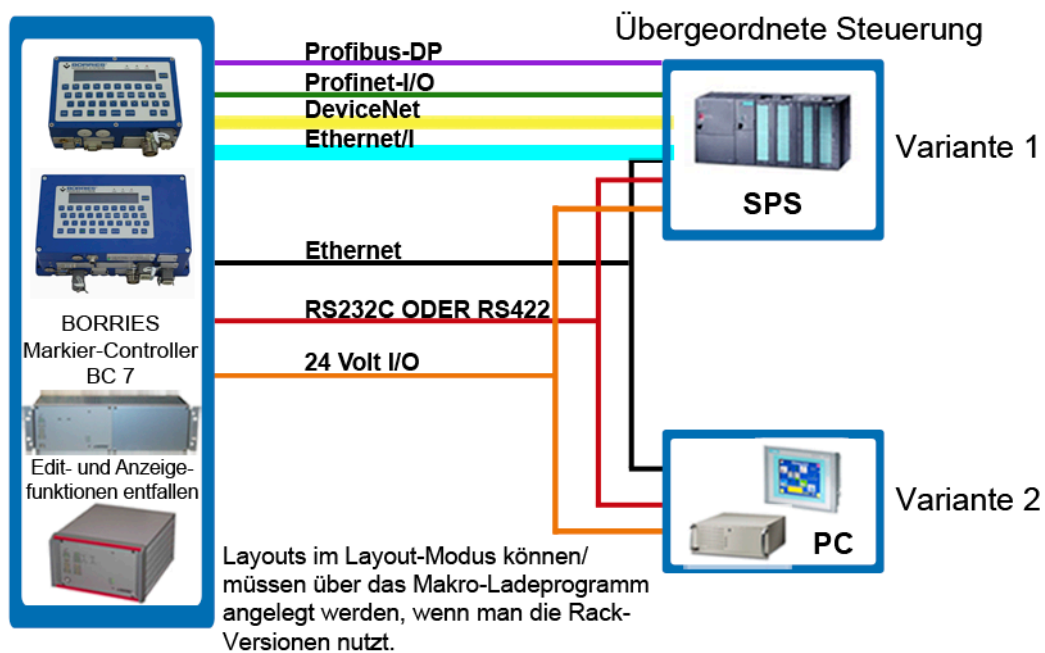 Übergeordnete Steuerung
BORRIES
BORRIES
BORRIES
Markier-Controller
BC 7
Edit- und Anzeige-
funktionen entfallen
Profibus-DP
Profinet-I/O
DeviceNet
Ethernet/I
Ethernet
RS232C ODER RS422
24 Volt I/O
SPS
Variante 1
PC
Variante 2
Layouts im Layout-Modus können/
müssen über das Makro-Ladeprogramm
angelegt werden, wenn man die Rack-
Versionen nutzt.